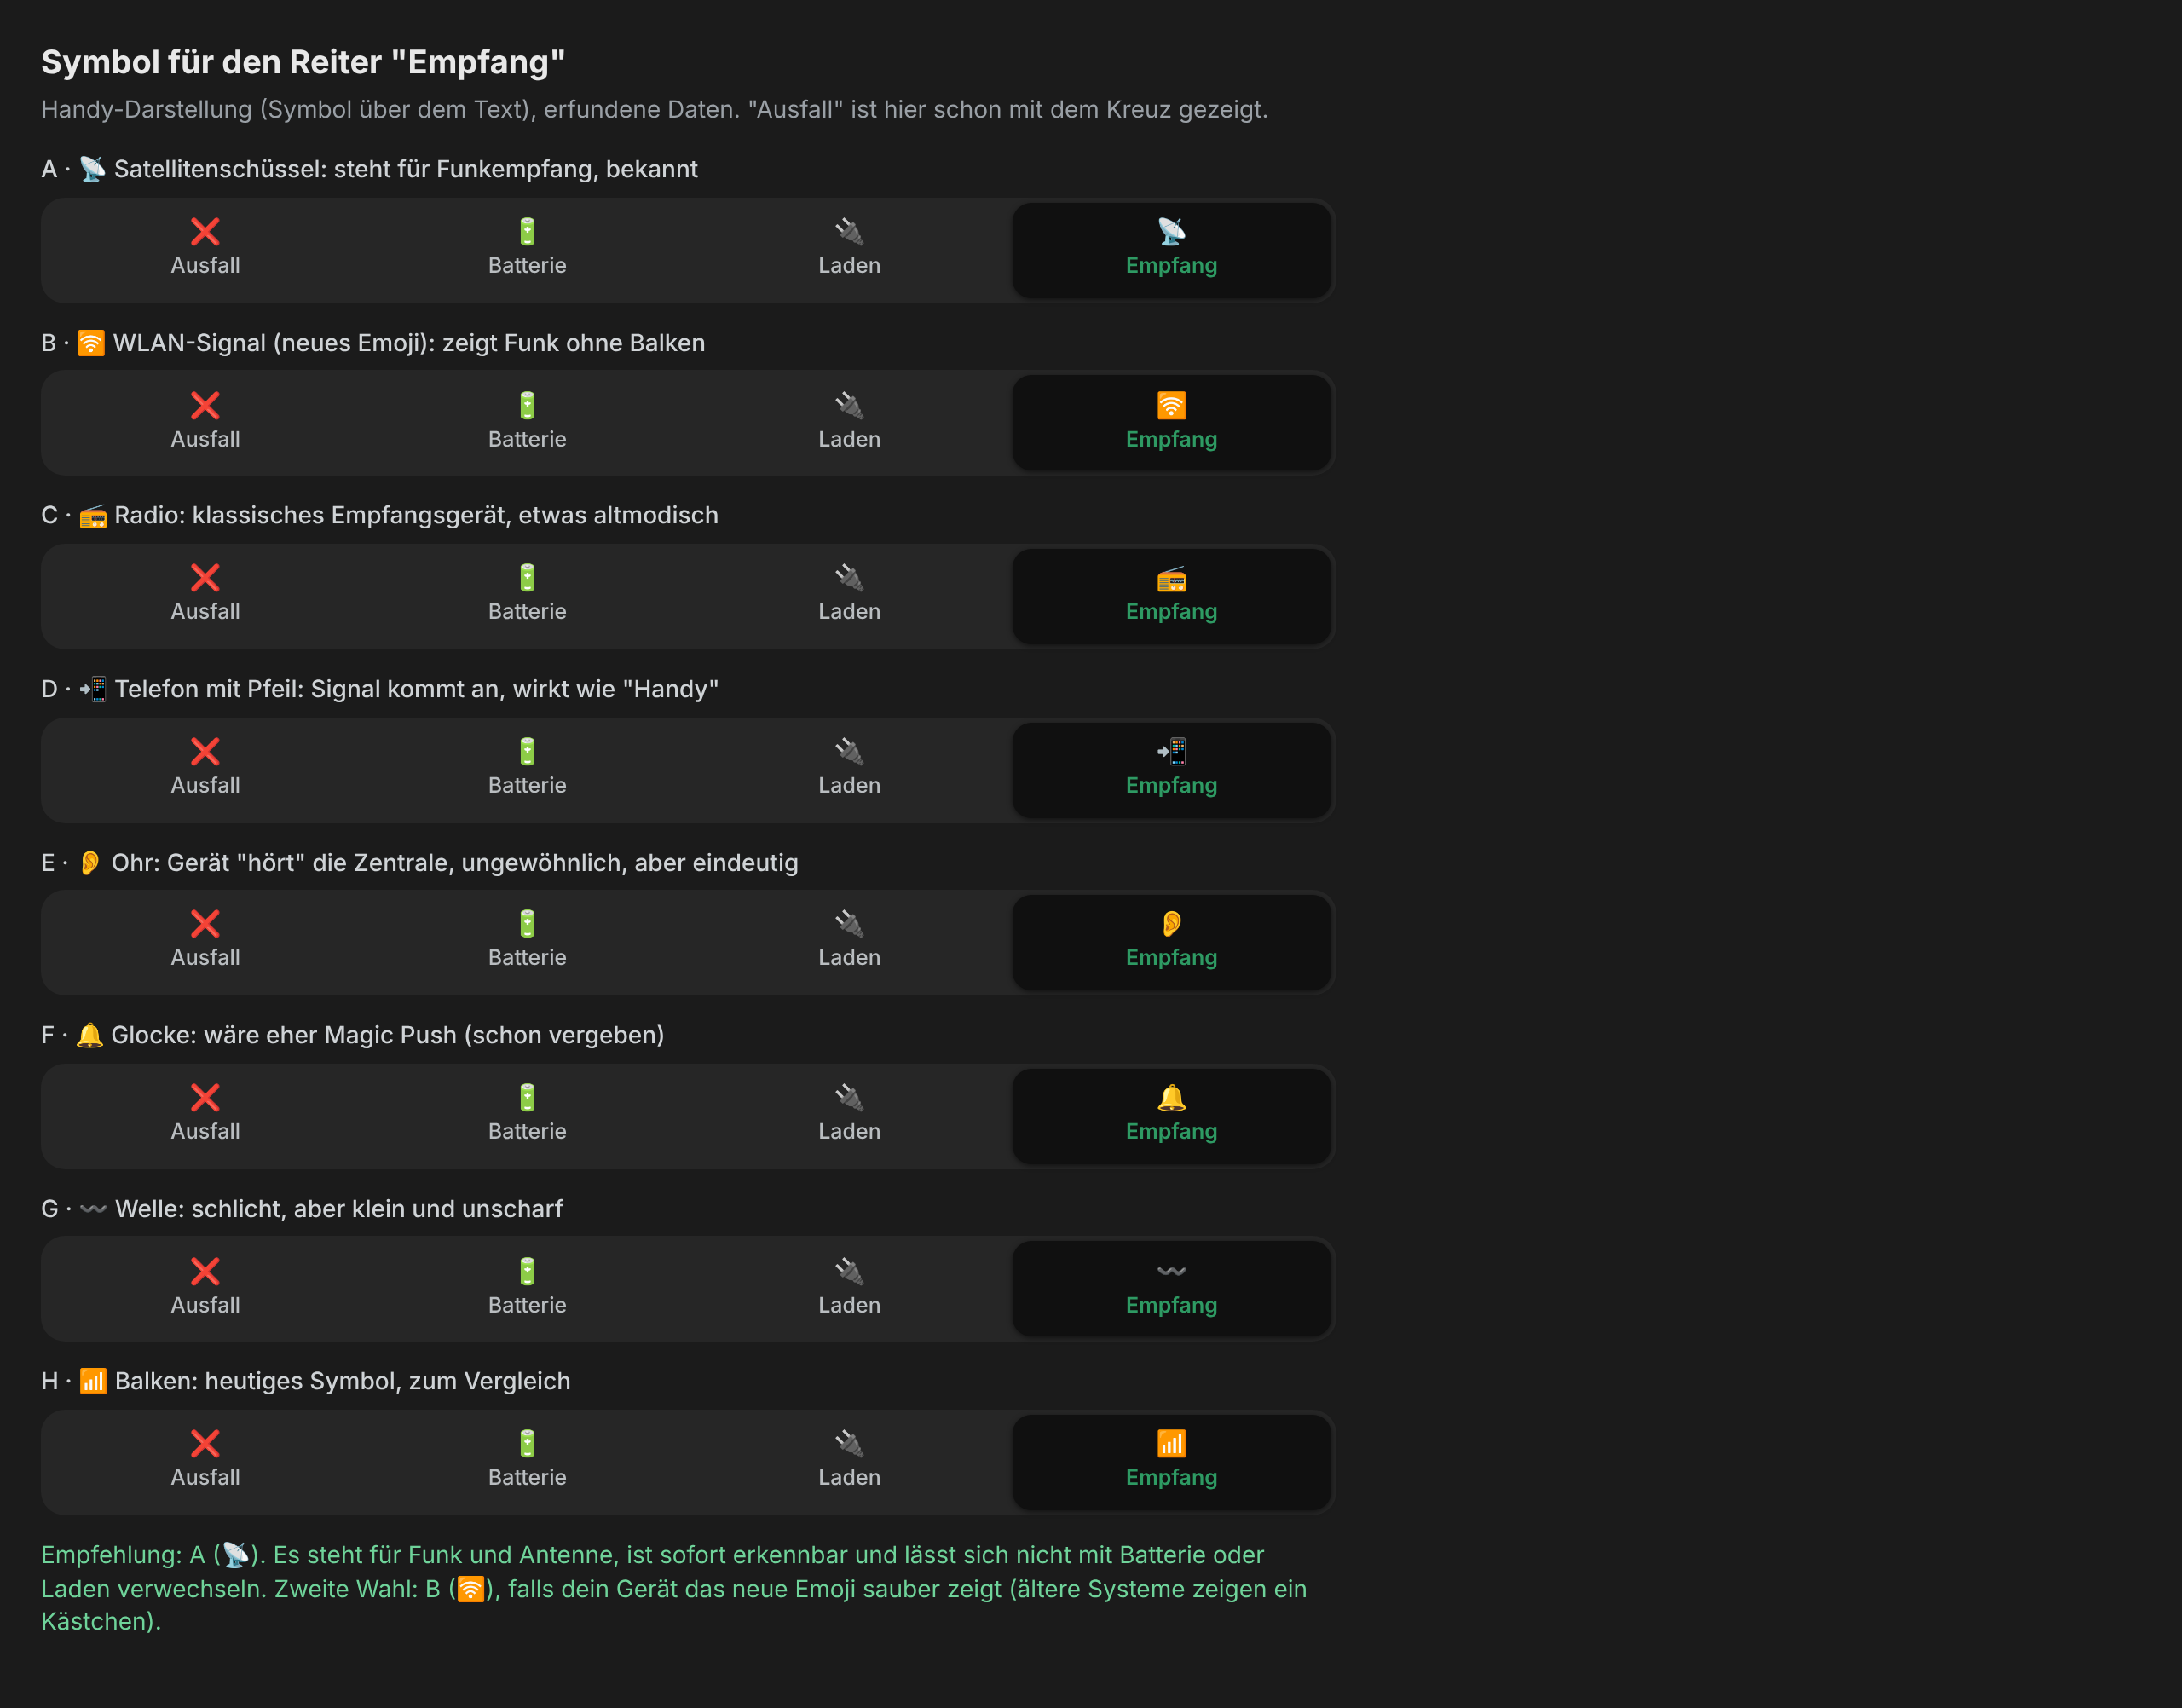 Symbol für den Reiter "Empfang"
Handy-Darstellung (Symbol über dem Text), erfundene Daten. "Ausfall" ist hier schon mit dem Kreuz gezeigt.
A · 📡 Satellitenschüssel: steht für Funkempfang, bekannt
❌ 🔋 🔌 📡
Ausfall Batterie Laden Empfang
B · 🛜 WLAN-Signal (neues Emoji): zeigt Funk ohne Balken
❌ 🔋 🔌 🛜
Ausfall Batterie Laden Empfang
C · 📻 Radio: klassisches Empfangsgerät, etwas altmodisch
❌ 🔋 🔌 📻
Ausfall Batterie Laden Empfang
D · 📲 Telefon mit Pfeil: Signal kommt an, wirkt wie "Handy"
❌ 🔋 🔌 📲
Ausfall Batterie Laden Empfang
E · 👂 Ohr: Gerät "hört" die Zentrale, ungewöhnlich, aber eindeutig
❌ 🔋 🔌 👂
Ausfall Batterie Laden Empfang
F · 🔔 Glocke: wäre eher Magic Push (schon vergeben)
❌ 🔋 🔌 🔔
Ausfall Batterie Laden Empfang
G · 〰️ Welle: schlicht, aber klein und unscharf
❌ 🔋 🔌 〰️
Ausfall Batterie Laden Empfang
H · 📶 Balken: heutiges Symbol, zum Vergleich
❌ 🔋 🔌 📶
Ausfall Batterie Laden Empfang
Empfehlung: A (📡). Es steht für Funk und Antenne, ist sofort erkennbar und lässt sich nicht mit Batterie oder
Laden verwechseln. Zweite Wahl: B (🛜), falls dein Gerät das neue Emoji sauber zeigt (ältere Systeme zeigen ein
Kästchen).